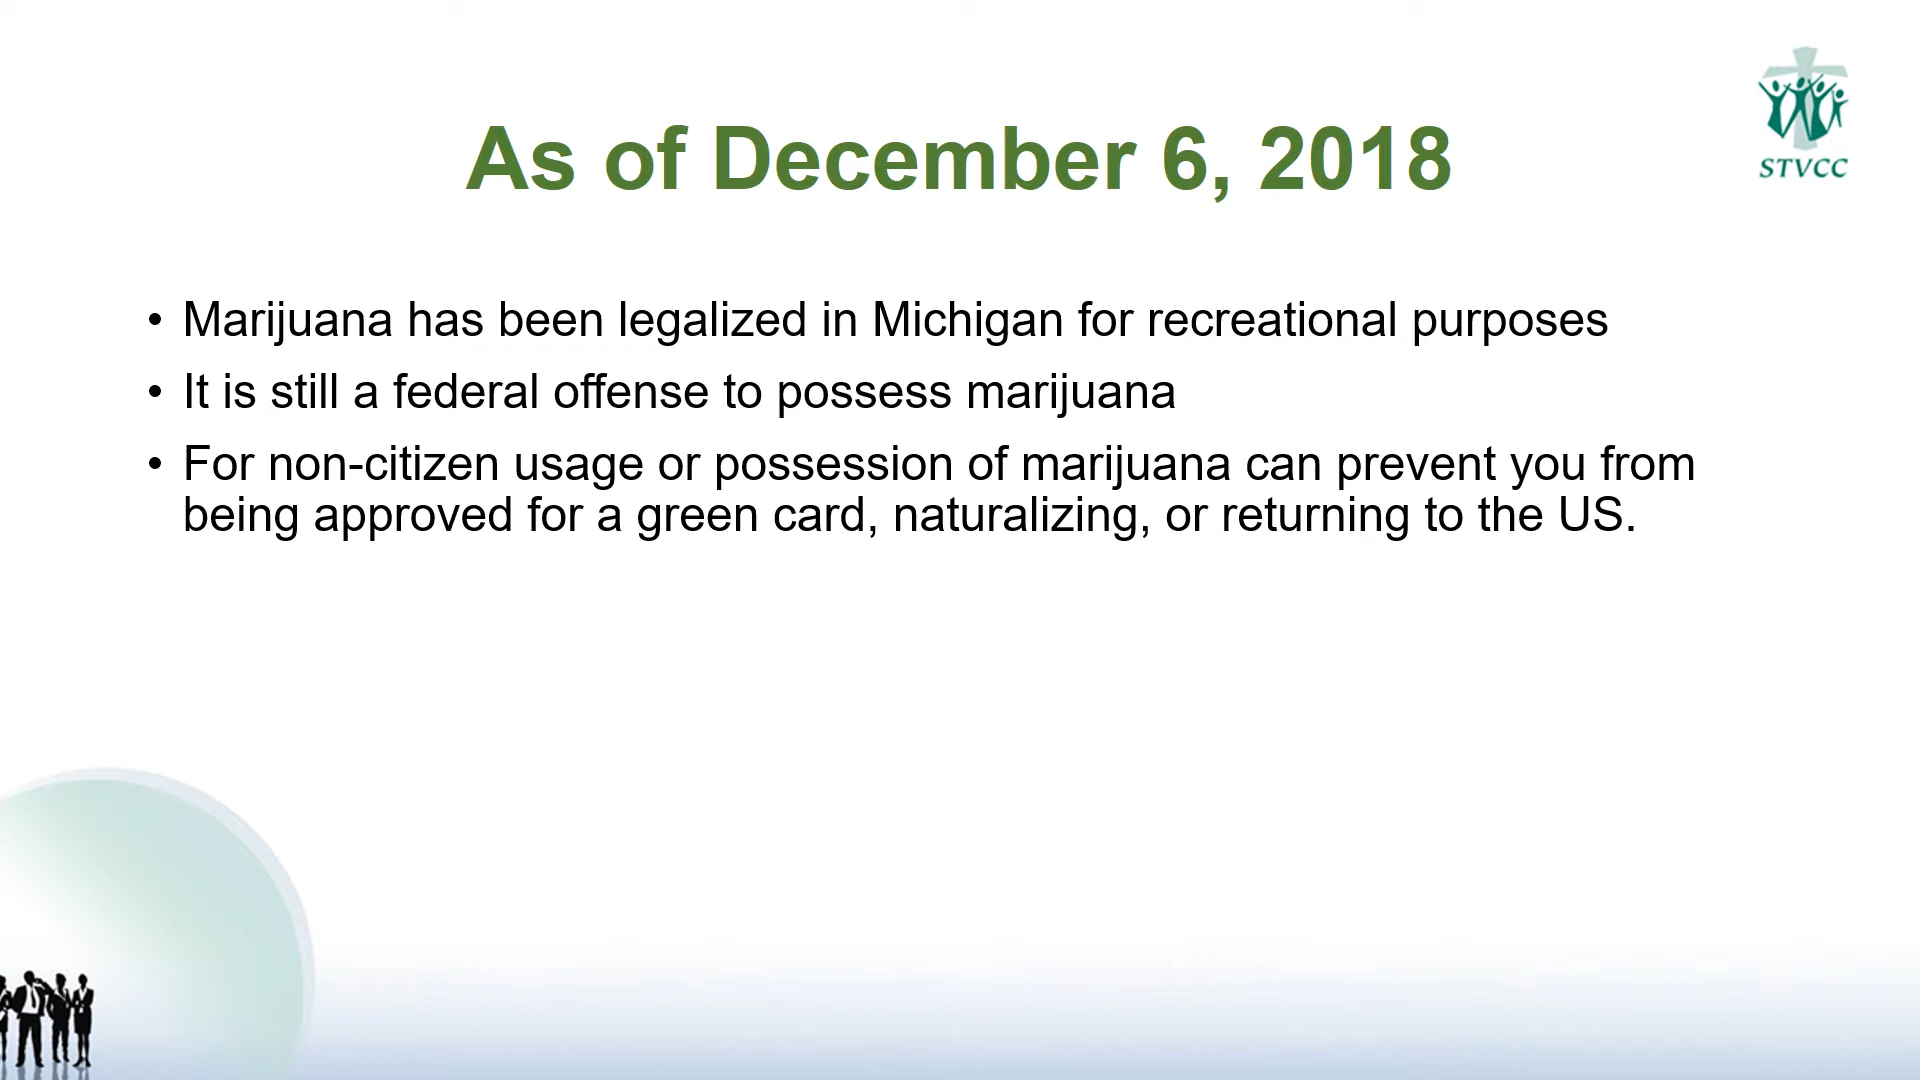 STVCC
As of December 6, 2018
• Marijuana has been legalized in Michigan for recreational purposes
• It is still a federal offense to possess marijuana
• For non-citizen usage or possession of marijuana can prevent you from
being approved for a green card, naturalizing, or returning to the US.